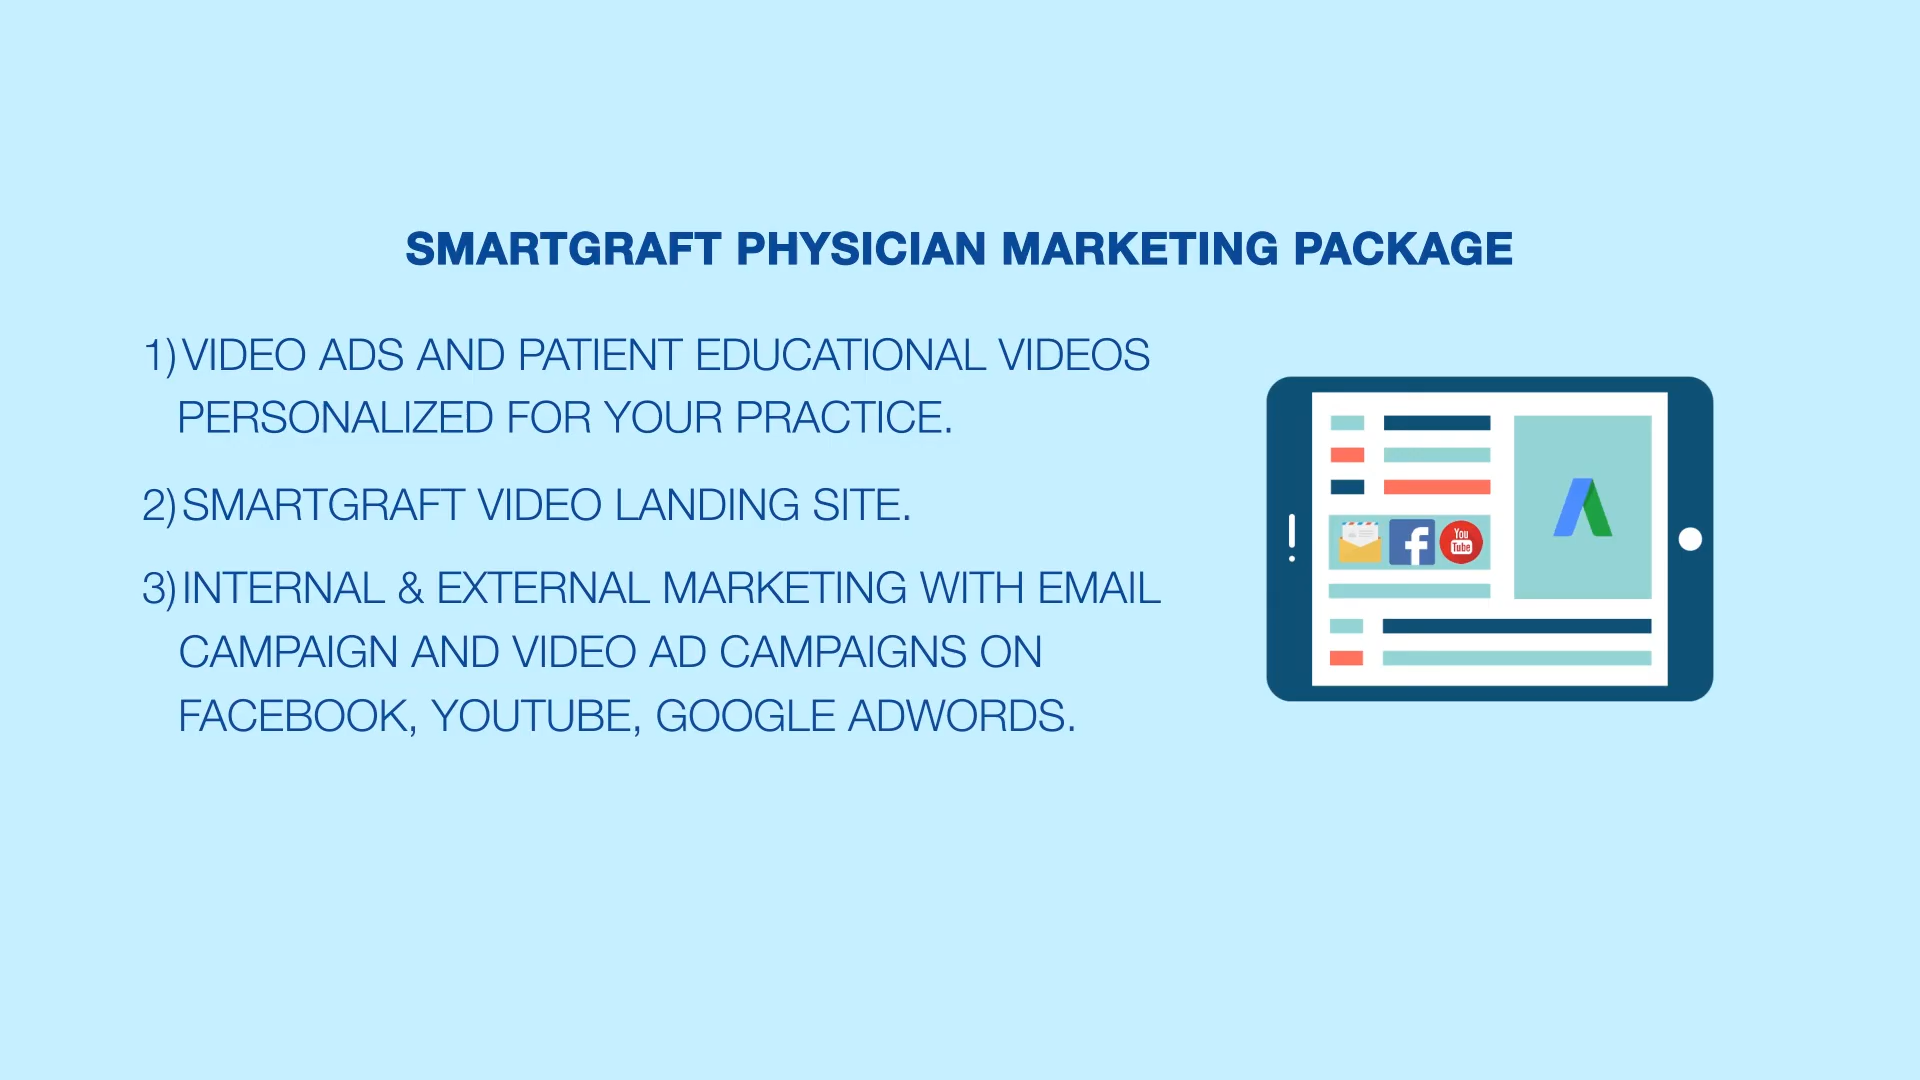 SMARTGRAFT PHYSICIAN MARKETING PACKAGE
1) VIDEO ADS AND PATIENT EDUCATIONAL VIDEOS
PERSONALIZED FOR YOUR PRACTICE.
2) SMARTGRAFT VIDEO LANDING SITE.
3) INTERNAL & EXTERNAL MARKETING WITH EMAIL
CAMPAIGN AND VIDEO AD CAMPAIGNS ON
FACEBOOK, YOUTUBE, GOOGLE ADWORDS.
f
You
Tube